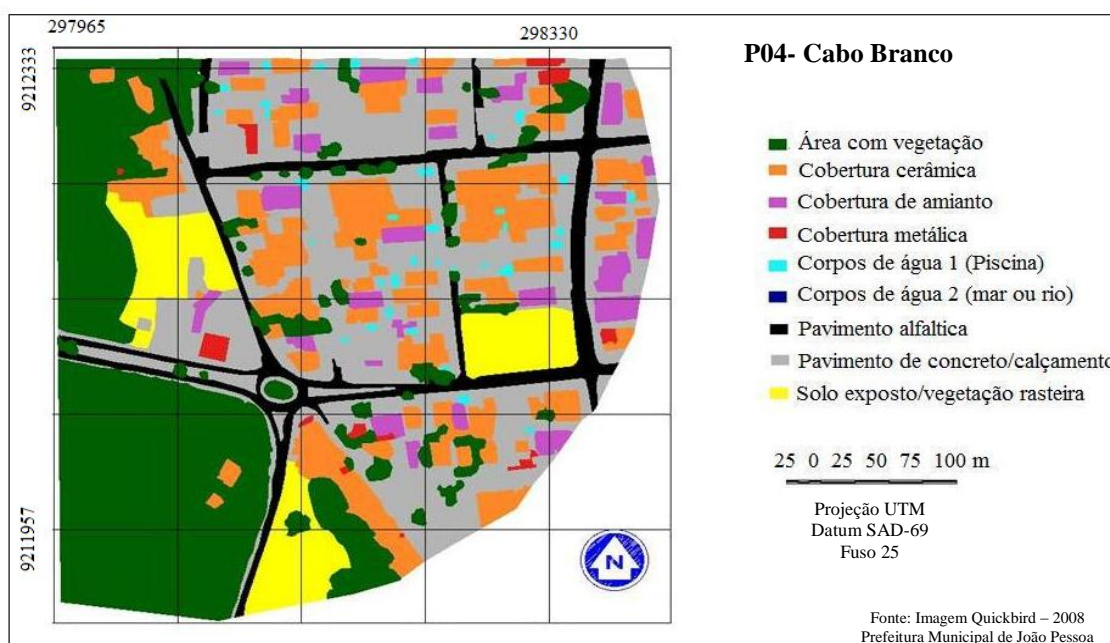 297965
298330
9212333
9211957
P04- Cabo Branco
Área com vegetação
Cobertura cerâmica
Cobertura de amianto
Cobertura metálica
Corpos de água 1 (Piscina)
Corpos de água 2 (mar ou rio)
Pavimento alfaltica
Pavimento de concreto/calçamento
Solo exposto/vegetação rasteira
25 0 25 50 75 100 m
Projeção UTM
Datum SAD-69
Fuso 25
N
Fonte: Imagem Quickbird – 2008
Prefeitura Municipal de João Pessoa